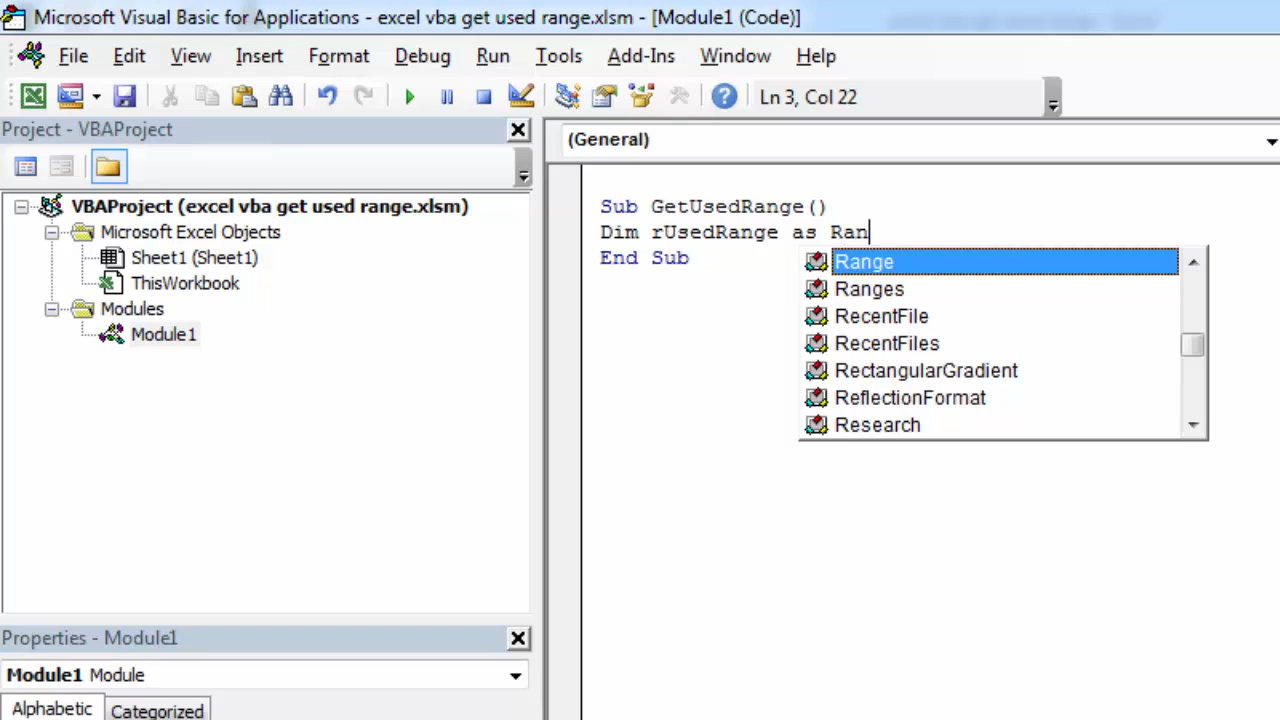 Microsoft Visual Basic for Applications - excel vba get used range.xlsm - [Module1 (Code)]
File Edit View Insert Format Debug Run Tools Add-Ins Window Help
Ln 3, Col 22
Project - VBAProject
(General)
VBAProject (excel vba get used range.xlsm)
Microsoft Excel Objects
Sheet1 (Sheet1)
ThisWorkbook
Modules
Module1
Sub GetUsedRange()
Dim rUsedRange as Ran
End Sub
Range
Ranges
RecentFile
RecentFiles
RectangularGradient
ReflectionFormat
Research
Properties - Module1
Module1 Module
Alphabetic Categorized